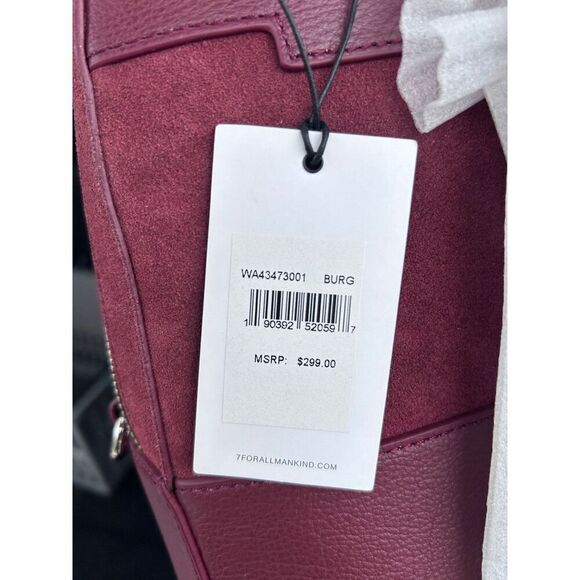 WA43473001 BURG
1 90392 52059 7
MSRP: $299.00
7FORALLMANKIND.COM